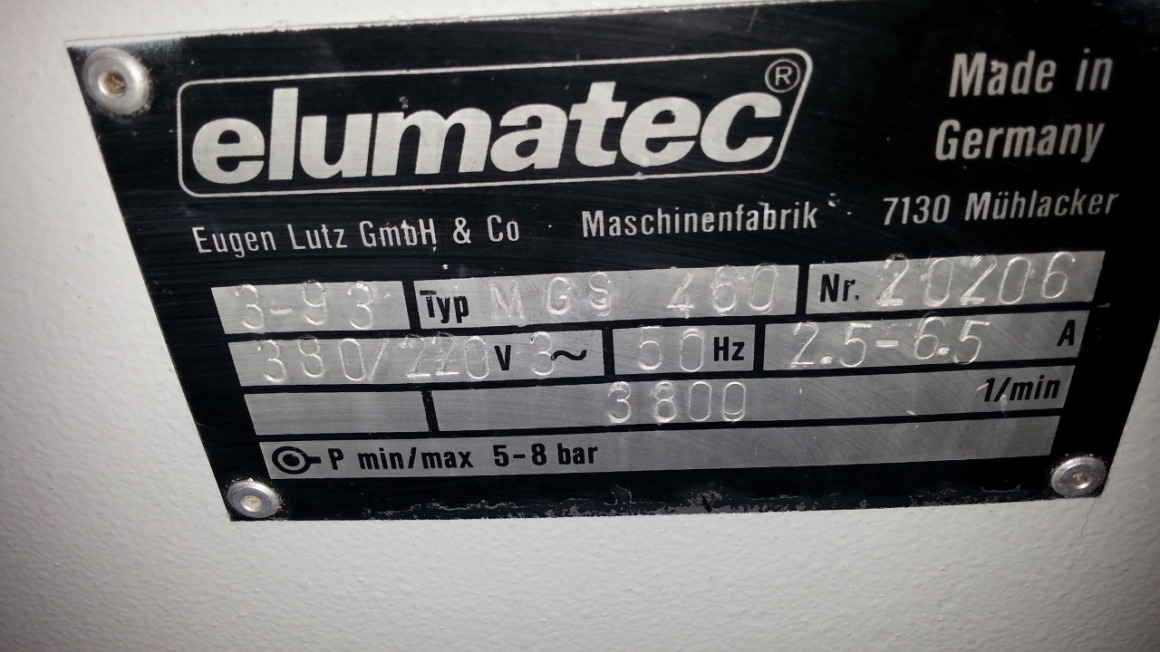 elumatec®
Made in
Germany
Eugen Lutz GmbH & Co · Maschinenfabrik 7130 Mühlacker
3-93 Typ MGS 460 Nr. 20206
380/220 V 3~ 50 Hz 2.5-6.5 A
3800 1/min
P min/max 5-8 bar